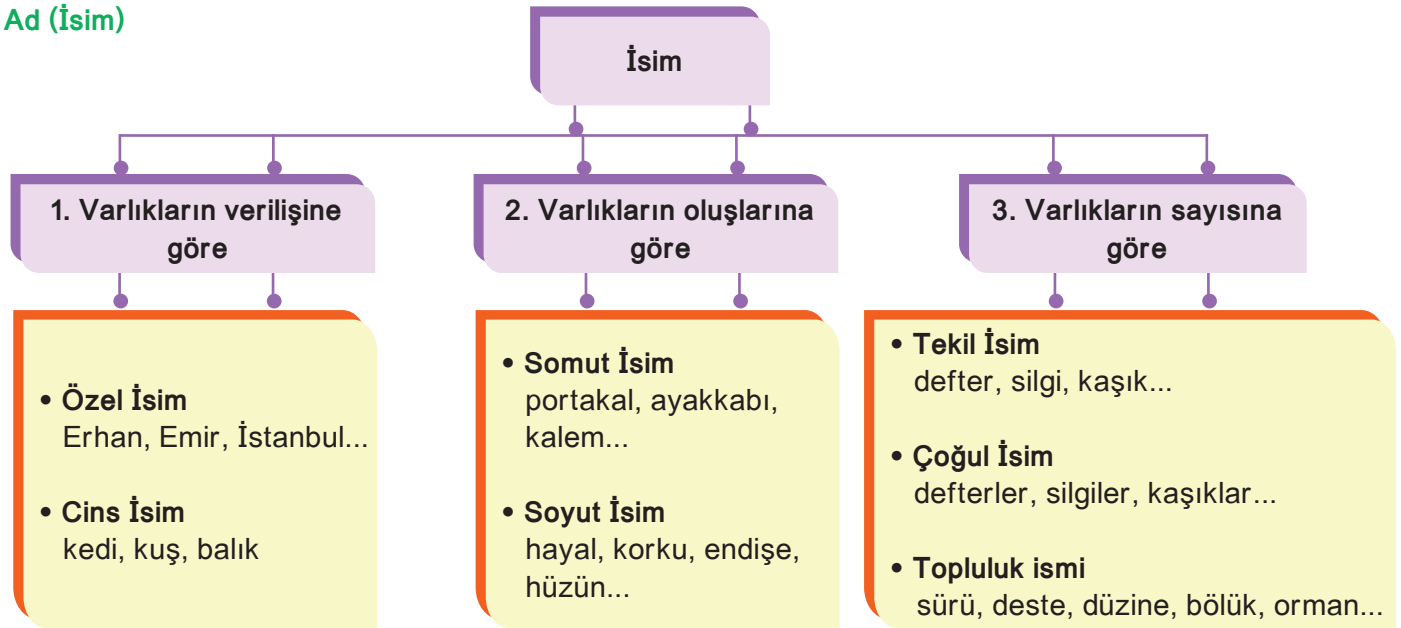 Ad (İsim)
İsim
1. Varlıkların verilişine
göre
2. Varlıkların oluşlarına
göre
3. Varlıkların sayısına
göre
• Özel İsim
Erhan, Emir, İstanbul...
• Cins İsim
kedi, kuş, balık
• Somut İsim
portakal, ayakkabı,
kalem...
• Soyut İsim
hayal, korku, endişe,
hüzün...
• Tekil İsim
defter, silgi, kaşık...
• Çoğul İsim
defterler, silgiler, kaşıklar...
• Topluluk ismi
sürü, deste, düzine, bölük, orman...